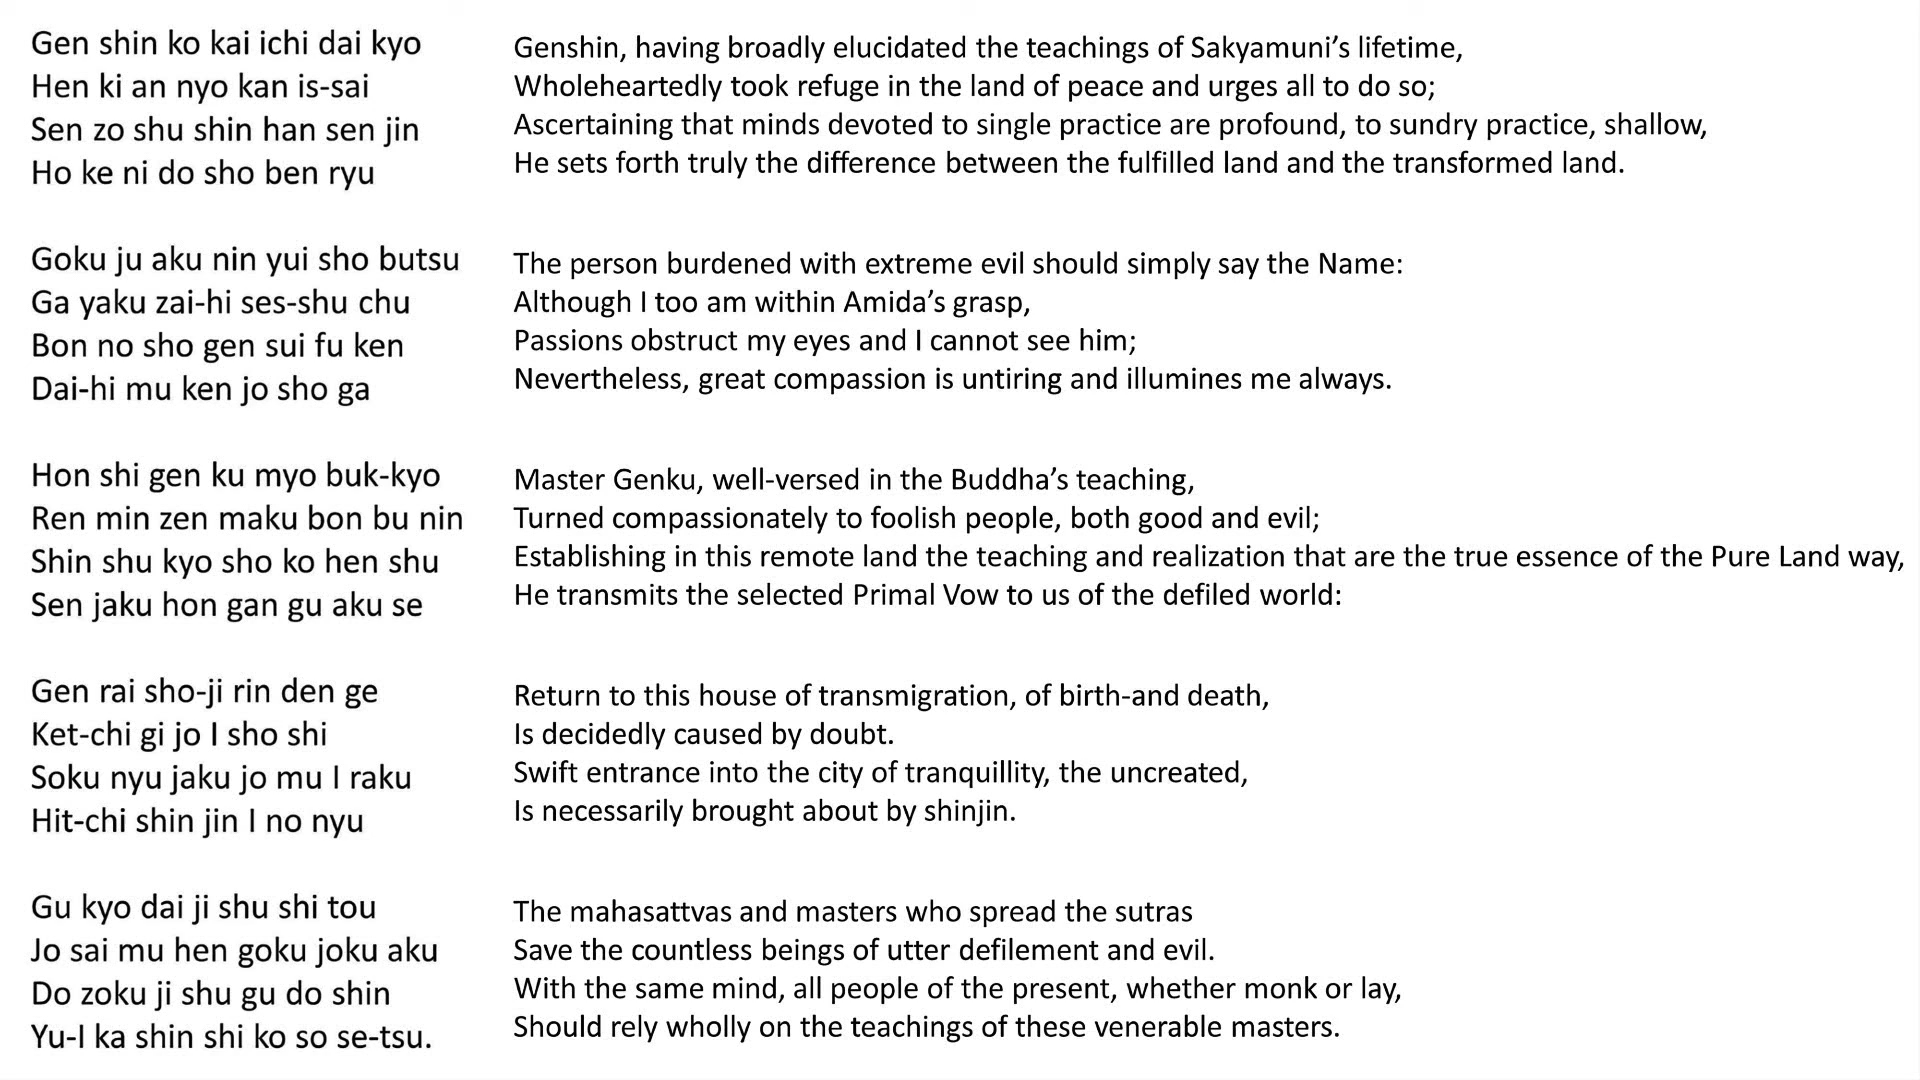 Gen shin ko kai ichi dai kyo
Hen ki an nyo kan is-sai
Sen zo shu shin han sen jin
Ho ke ni do sho ben ryu
Genshin, having broadly elucidated the teachings of Sakyamuni’s lifetime,
Wholeheartedly took refuge in the land of peace and urges all to do so;
Ascertaining that minds devoted to single practice are profound, to sundry practice, shallow,
He sets forth truly the difference between the fulfilled land and the transformed land.
Goku ju aku nin yui sho butsu
Ga yaku zai-hi ses-shu chu
Bon no sho gen sui fu ken
Dai-hi mu ken jo sho ga
The person burdened with extreme evil should simply say the Name:
Although I too am within Amida’s grasp,
Passions obstruct my eyes and I cannot see him;
Nevertheless, great compassion is untiring and illumines me always.
Hon shi gen ku myo buk-kyo
Ren min zen maku bon bu nin
Shin shu kyo sho ko hen shu
Sen jaku hon gan gu aku se
Master Genku, well-versed in the Buddha’s teaching,
Turned compassionately to foolish people, both good and evil;
Establishing in this remote land the teaching and realization that are the true essence of the Pure Land way,
He transmits the selected Primal Vow to us of the defiled world:
Gen rai sho-ji rin den ge
Ket-chi gi jo I sho shi
Soku nyu jaku jo mu I raku
Hit-chi shin jin I no nyu
Return to this house of transmigration, of birth-and death,
Is decidedly caused by doubt.
Swift entrance into the city of tranquillity, the uncreated,
Is necessarily brought about by shinjin.
Gu kyo dai ji shu shi tou
Jo sai mu hen goku joku aku
Do zoku ji shu gu do shin
Yu-I ka shin shi ko so se-tsu.
The mahasattvas and masters who spread the sutras
Save the countless beings of utter defilement and evil.
With the same mind, all people of the present, whether monk or lay,
Should rely wholly on the teachings of these venerable masters.